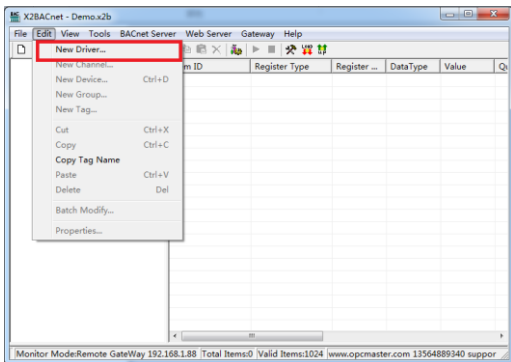 X2BACnet - Demo.x2b
File Edit View Tools BACnet Server Web Server Gateway Help
m ID Register Type Register ... DataType Value Qu
New Driver...
New Channel...
New Device... Ctrl+D
New Group...
New Tag...
Cut Ctrl+X
Copy Ctrl+C
Copy Tag Name
Paste Ctrl+V
Delete Del
Batch Modify...
Properties...
Monitor Mode:Remote GateWay 192.168.1.88 Total Items:0 Valid Items:1024 www.opcmaster.com 13564889340 suppor